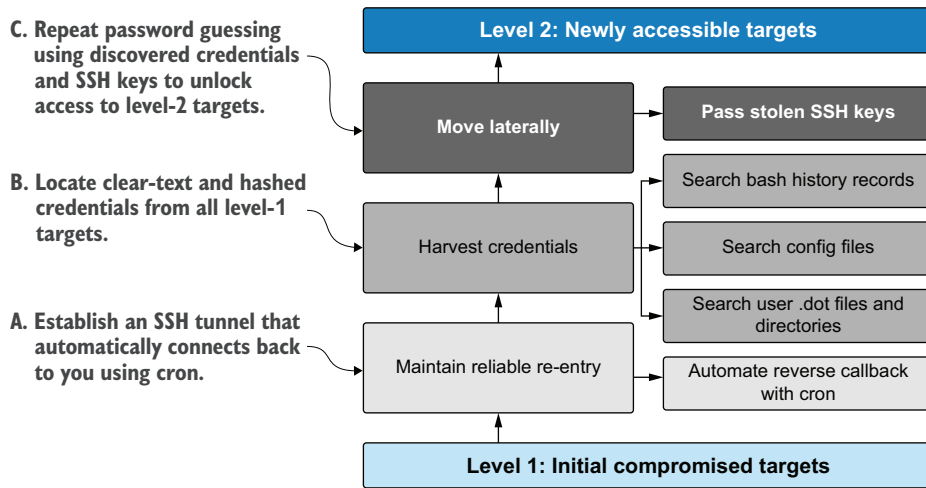 C. Repeat password guessing
using discovered credentials
and SSH keys to unlock
access to level-2 targets.
Level 2: Newly accessible targets
Move laterally
Pass stolen SSH keys
B. Locate clear-text and hashed
credentials from all level-1
targets.
Harvest credentials
Search bash history records
Search config files
Search user .dot files and
directories
A. Establish an SSH tunnel that
automatically connects back
to you using cron.
Maintain reliable re-entry
Automate reverse callback
with cron
Level 1: Initial compromised targets